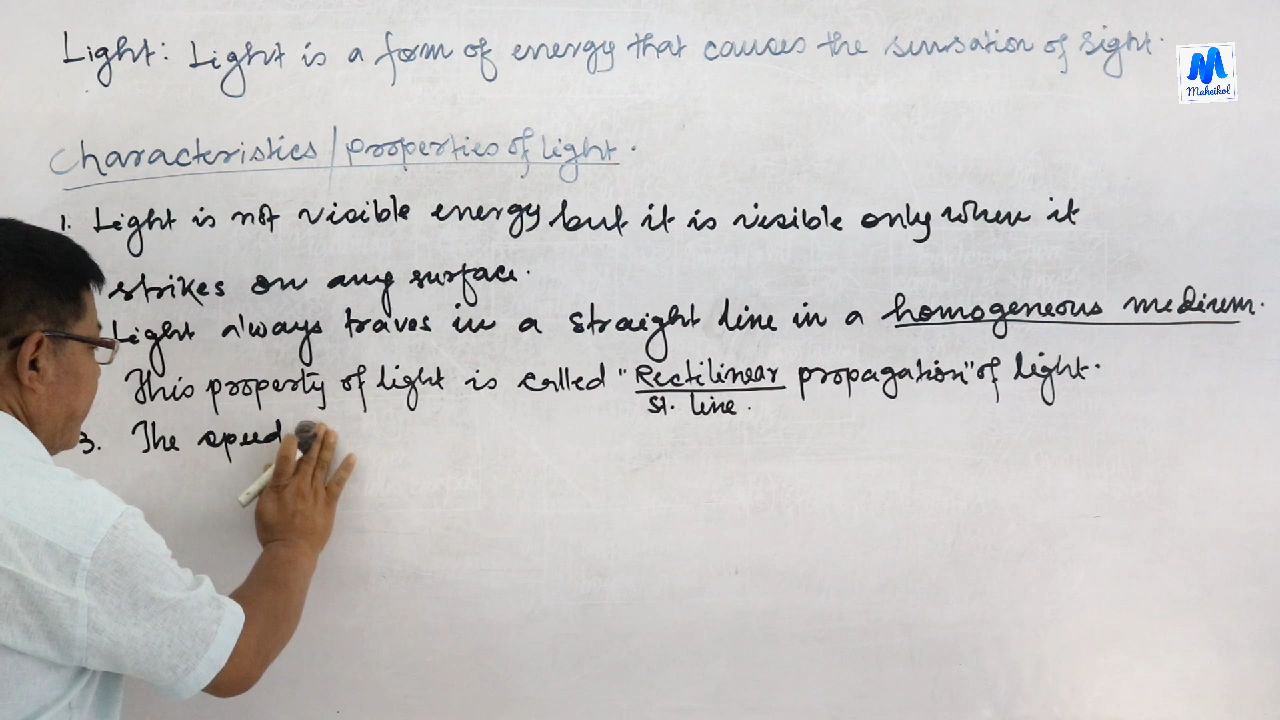 Light: Light is a form of energy that causes the sensation of sight.
M
Maheikol
Characteristics/properties of light.
1. Light is not visible energy but it is visible only when it
strikes on any surface.
Light always traves in a straight line in a homogeneous medium.
This property of light is called "Rectilinear propagation" of light.
st. line.
3. The speed